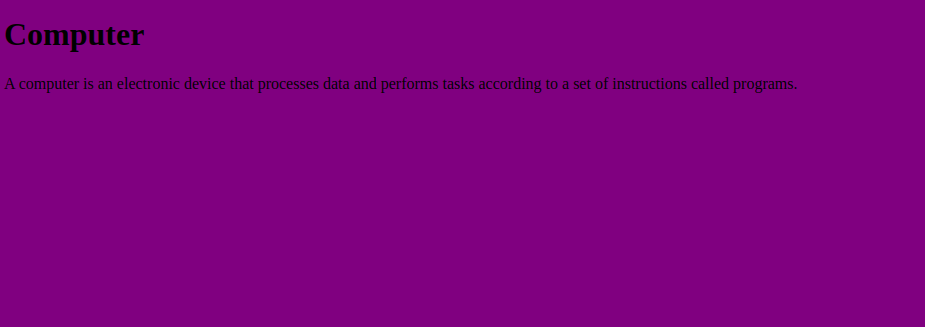 Computer
A computer is an electronic device that processes data and performs tasks according to a set of instructions called programs.